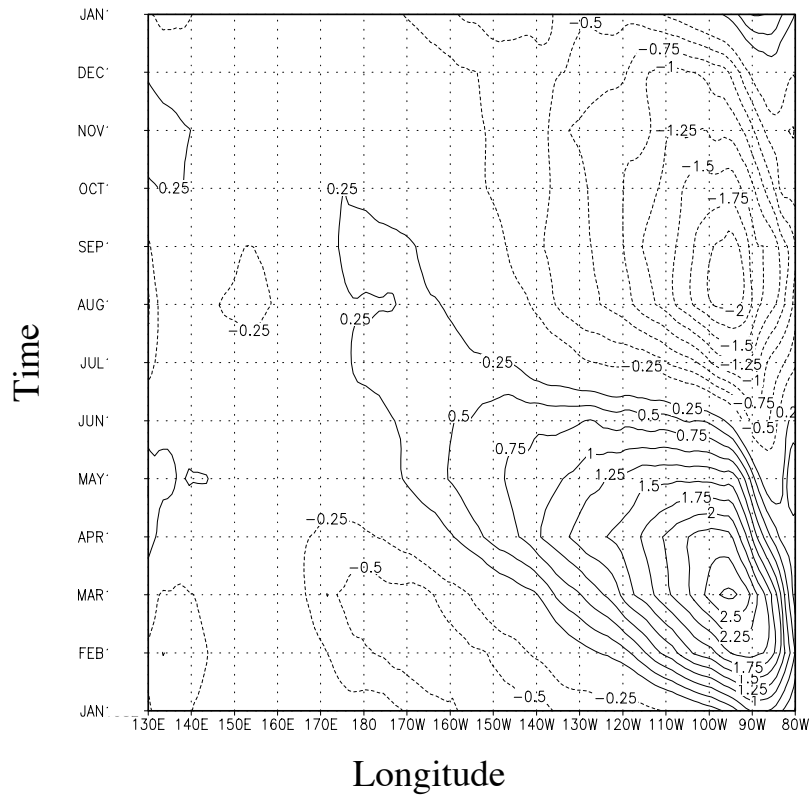 JAN
−0.5
−0.75
DEC
−1
NOV
−1.25
−1.5
OCT
0.25
0.25
−1.75
SEP
AUG
−2
0.25
−0.25
−1.5
JUL
0.25
−0.25
−1.25
−1
−0.75
0.5
0.5
0.25
JUN
−0.5
0.75
0.75
1
MAY
1.25
1.5
1.75
2
−0.25
APR
−0.5
MAR
2.5
2.25
FEB
1.75
1.5
1.25
−0.5
−0.25
1
JAN
130E 140E 150E 160E 170E 180 170W 160W 150W 140W 130W 120W 110W 100W 90W 80W
Time
Longitude